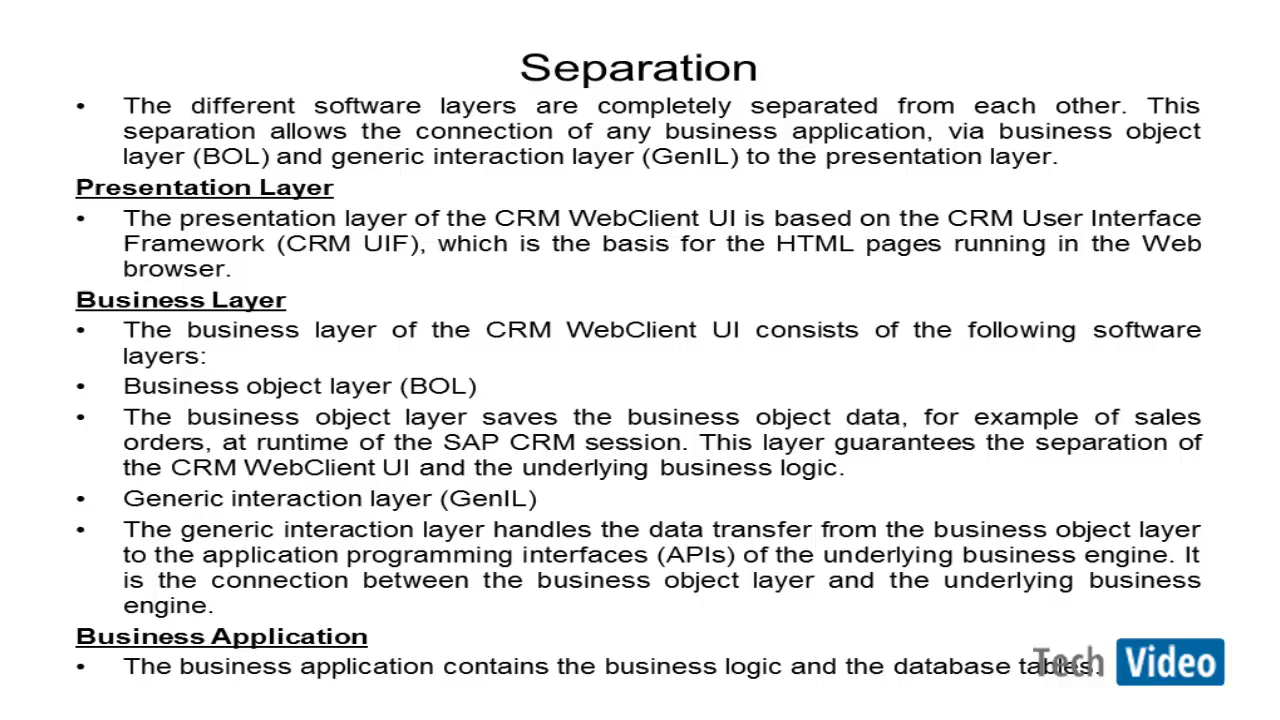 Separation
• The different software layers are completely separated from each other. This
separation allows the connection of any business application, via business object
layer (BOL) and generic interaction layer (GenIL) to the presentation layer.
Presentation Layer
• The presentation layer of the CRM WebClient UI is based on the CRM User Interface
Framework (CRM UIF), which is the basis for the HTML pages running in the Web
browser.
Business Layer
• The business layer of the CRM WebClient UI consists of the following software
layers:
• Business object layer (BOL)
• The business object layer saves the business object data, for example of sales
orders, at runtime of the SAP CRM session. This layer guarantees the separation of
the CRM WebClient UI and the underlying business logic.
• Generic interaction layer (GenIL)
• The generic interaction layer handles the data transfer from the business object layer
to the application programming interfaces (APIs) of the underlying business engine. It
is the connection between the business object layer and the underlying business
engine.
Business Application
• The business application contains the business logic and the database tables.
Tech Video